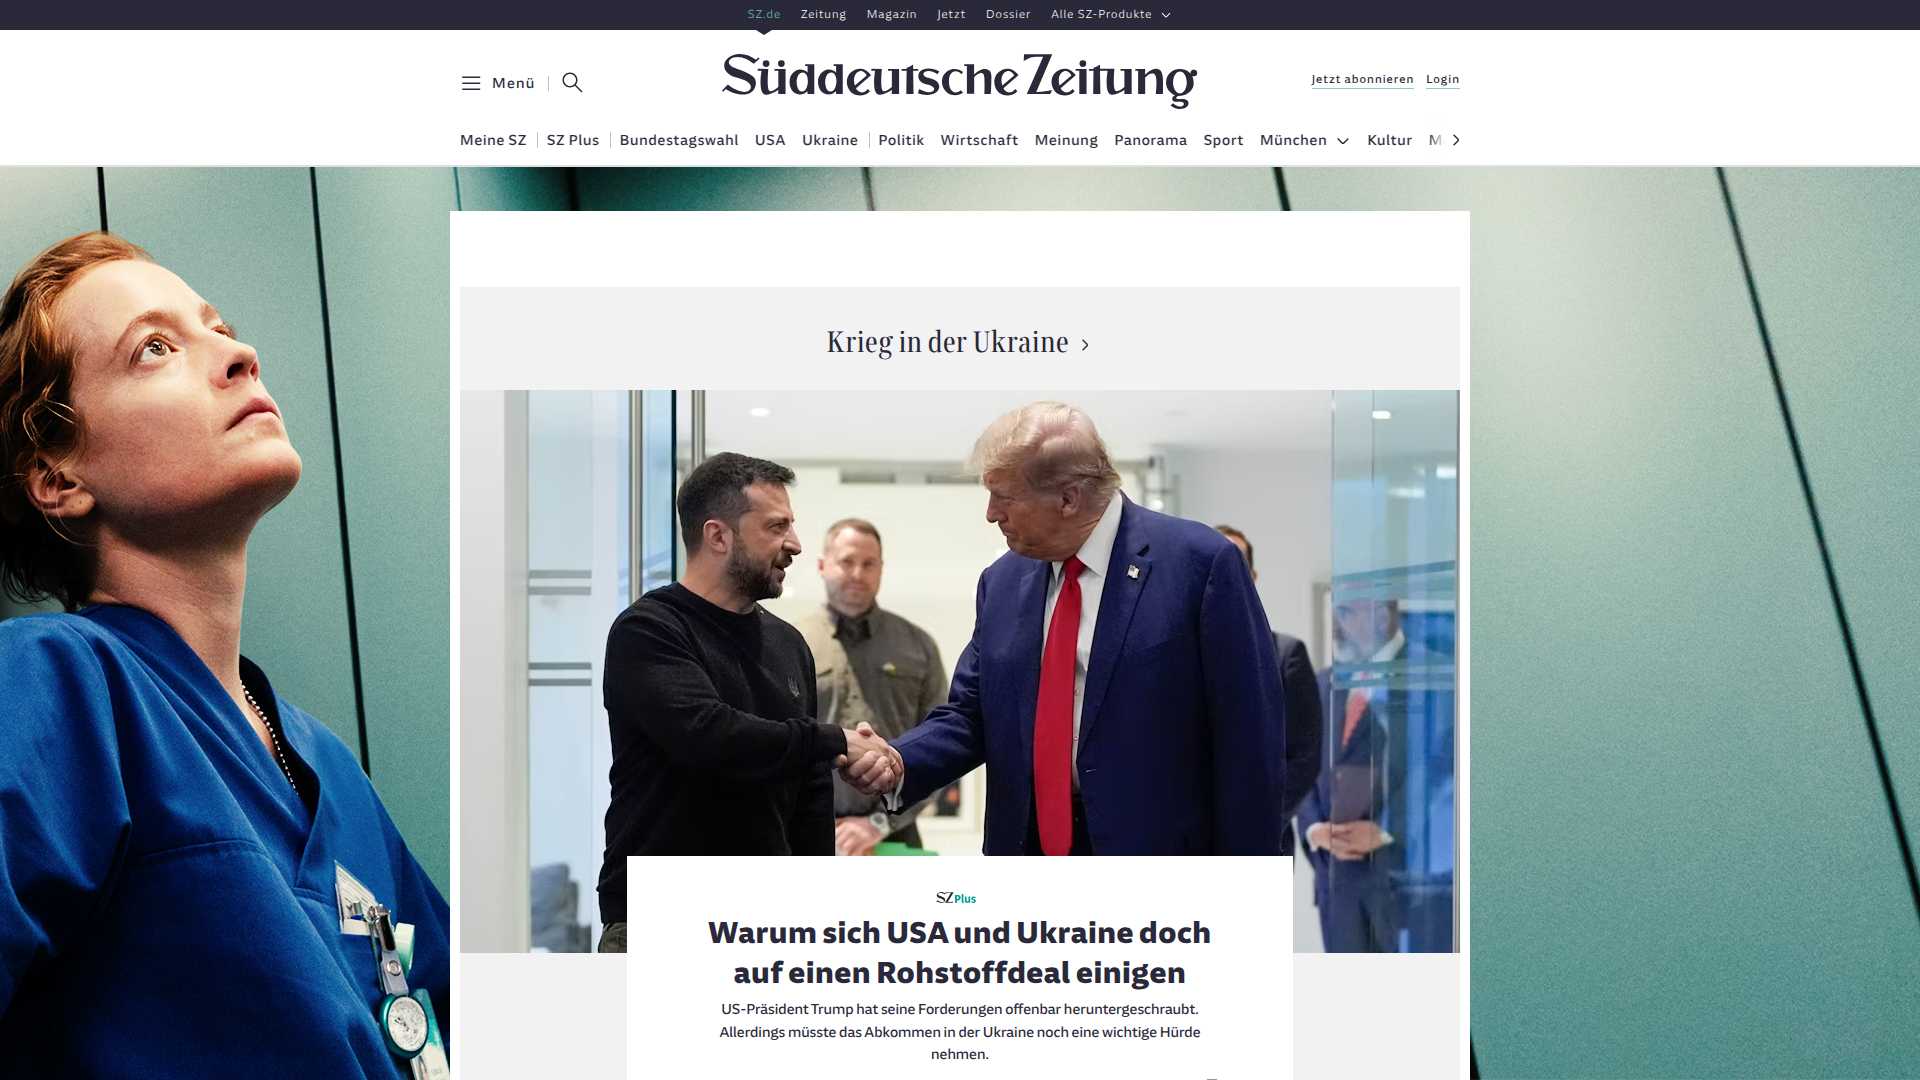 SZ.de Zeitung Magazin Jetzt Dossier Alle SZ-Produkte
Menü
Süddeutsche Zeitung
Jetzt abonnieren Login
Meine SZ SZ Plus Bundestagswahl USA Ukraine Politik Wirtschaft Meinung Panorama Sport München Kultur M
Krieg in der Ukraine
SZ Plus
Warum sich USA und Ukraine doch
auf einen Rohstoffdeal einigen
US-Präsident Trump hat seine Forderungen offenbar heruntergeschraubt.
Allerdings müsste das Abkommen in der Ukraine noch eine wichtige Hürde
nehmen.